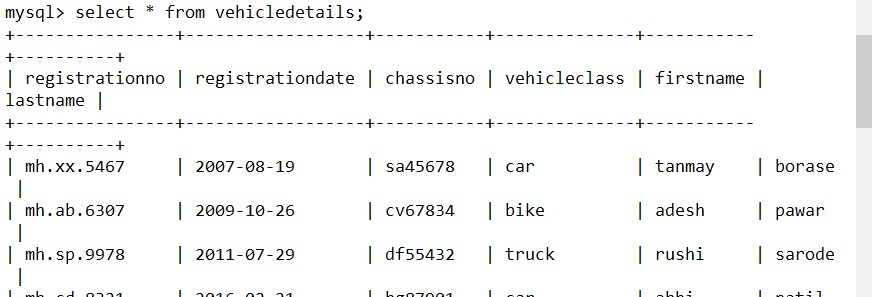 mysql> select * from vehicledetails;
+----------------+-----------------+-----------+-------------+-----------
+----------+
| registrationno | registrationdate | chassisno | vehicleclass | firstname |
lastname |
+----------------+-----------------+-----------+-------------+-----------
+----------+
| mh.xx.5467 | 2007-08-19 | sa45678 | car | tanmay | borase
|
| mh.ab.6307 | 2009-10-26 | cv67834 | bike | adesh | pawar
|
| mh.sp.9978 | 2011-07-29 | df55432 | truck | rushi | sarode
|